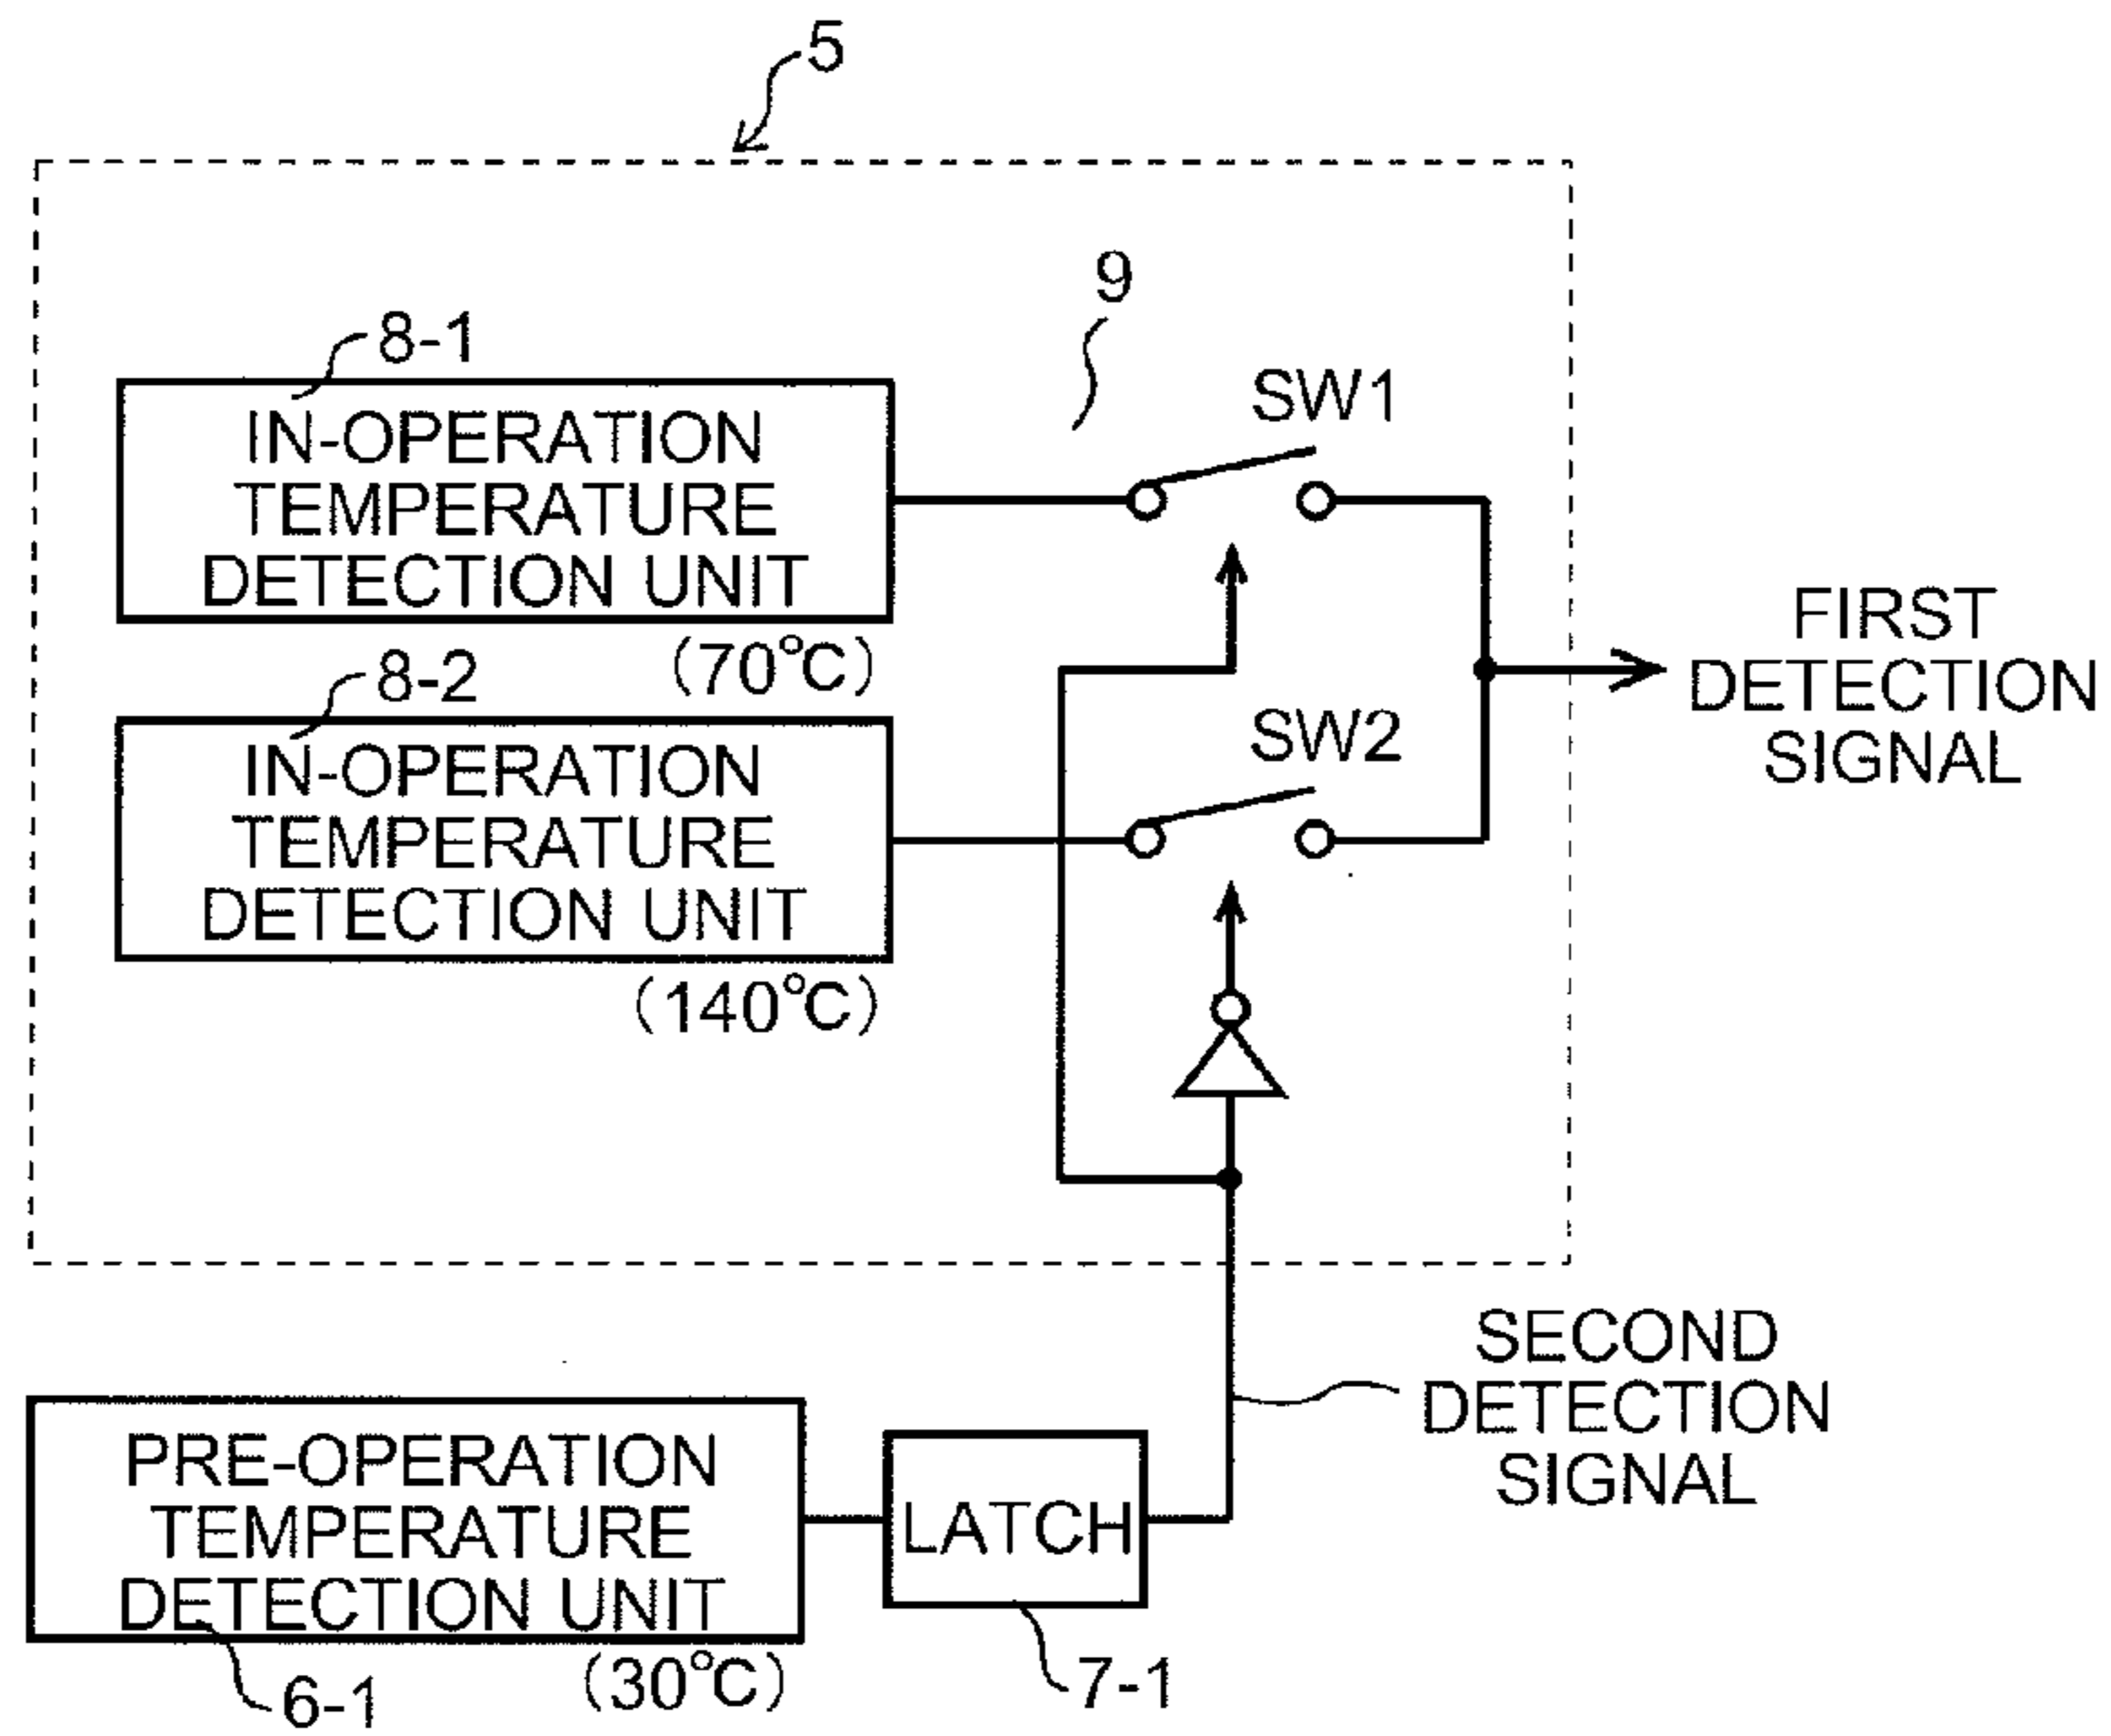 5
9
8-1
IN-OPERATION
TEMPERATURE
DETECTION UNIT
(70°C)
SW1
8-2
IN-OPERATION
TEMPERATURE
DETECTION UNIT
(140°C)
SW2
FIRST
DETECTION
SIGNAL
SECOND
DETECTION
SIGNAL
PRE-OPERATION
TEMPERATURE
DETECTION UNIT
(30°C)
6-1
LATCH
7-1